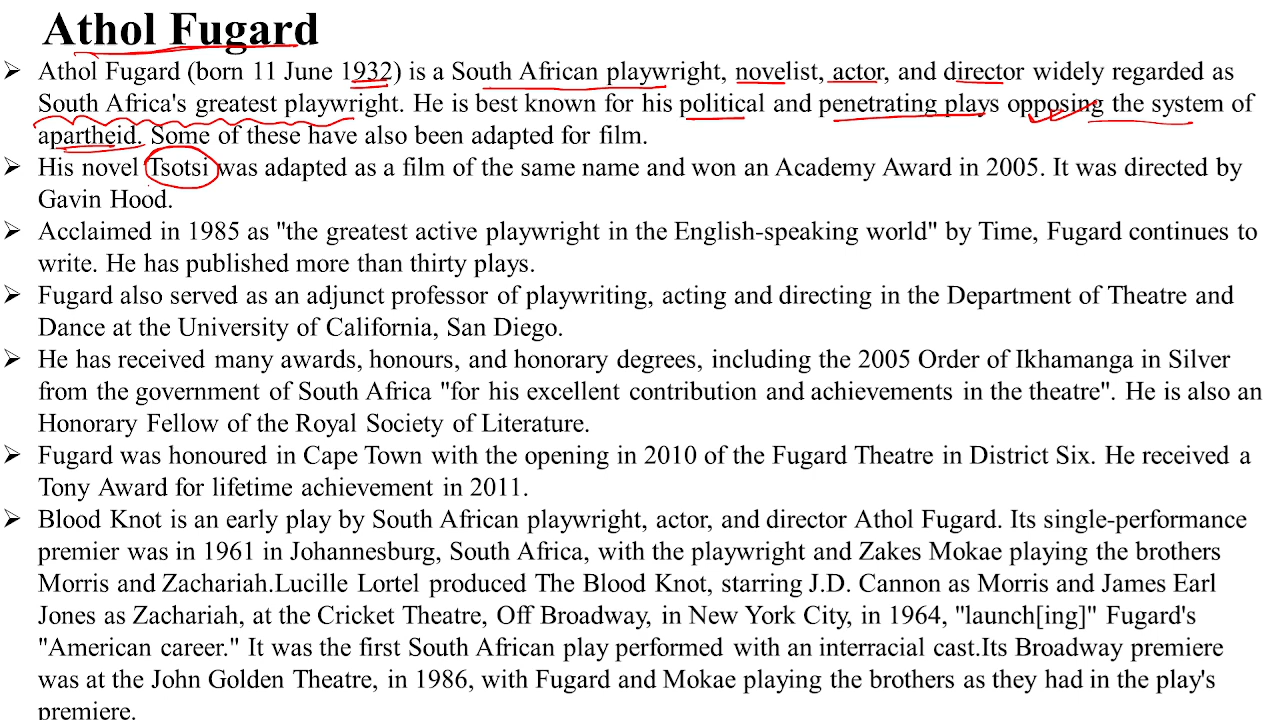 Athol Fugard
➢ Athol Fugard (born 11 June 1932) is a South African playwright, novelist, actor, and director widely regarded as
South Africa's greatest playwright. He is best known for his political and penetrating plays opposing the system of
apartheid. Some of these have also been adapted for film.
➢ His novel Tsotsi was adapted as a film of the same name and won an Academy Award in 2005. It was directed by
Gavin Hood.
➢ Acclaimed in 1985 as "the greatest active playwright in the English-speaking world" by Time, Fugard continues to
write. He has published more than thirty plays.
➢ Fugard also served as an adjunct professor of playwriting, acting and directing in the Department of Theatre and
Dance at the University of California, San Diego.
➢ He has received many awards, honours, and honorary degrees, including the 2005 Order of Ikhamanga in Silver
from the government of South Africa "for his excellent contribution and achievements in the theatre". He is also an
Honorary Fellow of the Royal Society of Literature.
➢ Fugard was honoured in Cape Town with the opening in 2010 of the Fugard Theatre in District Six. He received a
Tony Award for lifetime achievement in 2011.
➢ Blood Knot is an early play by South African playwright, actor, and director Athol Fugard. Its single-performance
premier was in 1961 in Johannesburg, South Africa, with the playwright and Zakes Mokae playing the brothers
Morris and Zachariah.Lucille Lortel produced The Blood Knot, starring J.D. Cannon as Morris and James Earl
Jones as Zachariah, at the Cricket Theatre, Off Broadway, in New York City, in 1964, "launch[ing]" Fugard's
"American career." It was the first South African play performed with an interracial cast.Its Broadway premiere
was at the John Golden Theatre, in 1986, with Fugard and Mokae playing the brothers as they had in the play's
premiere.